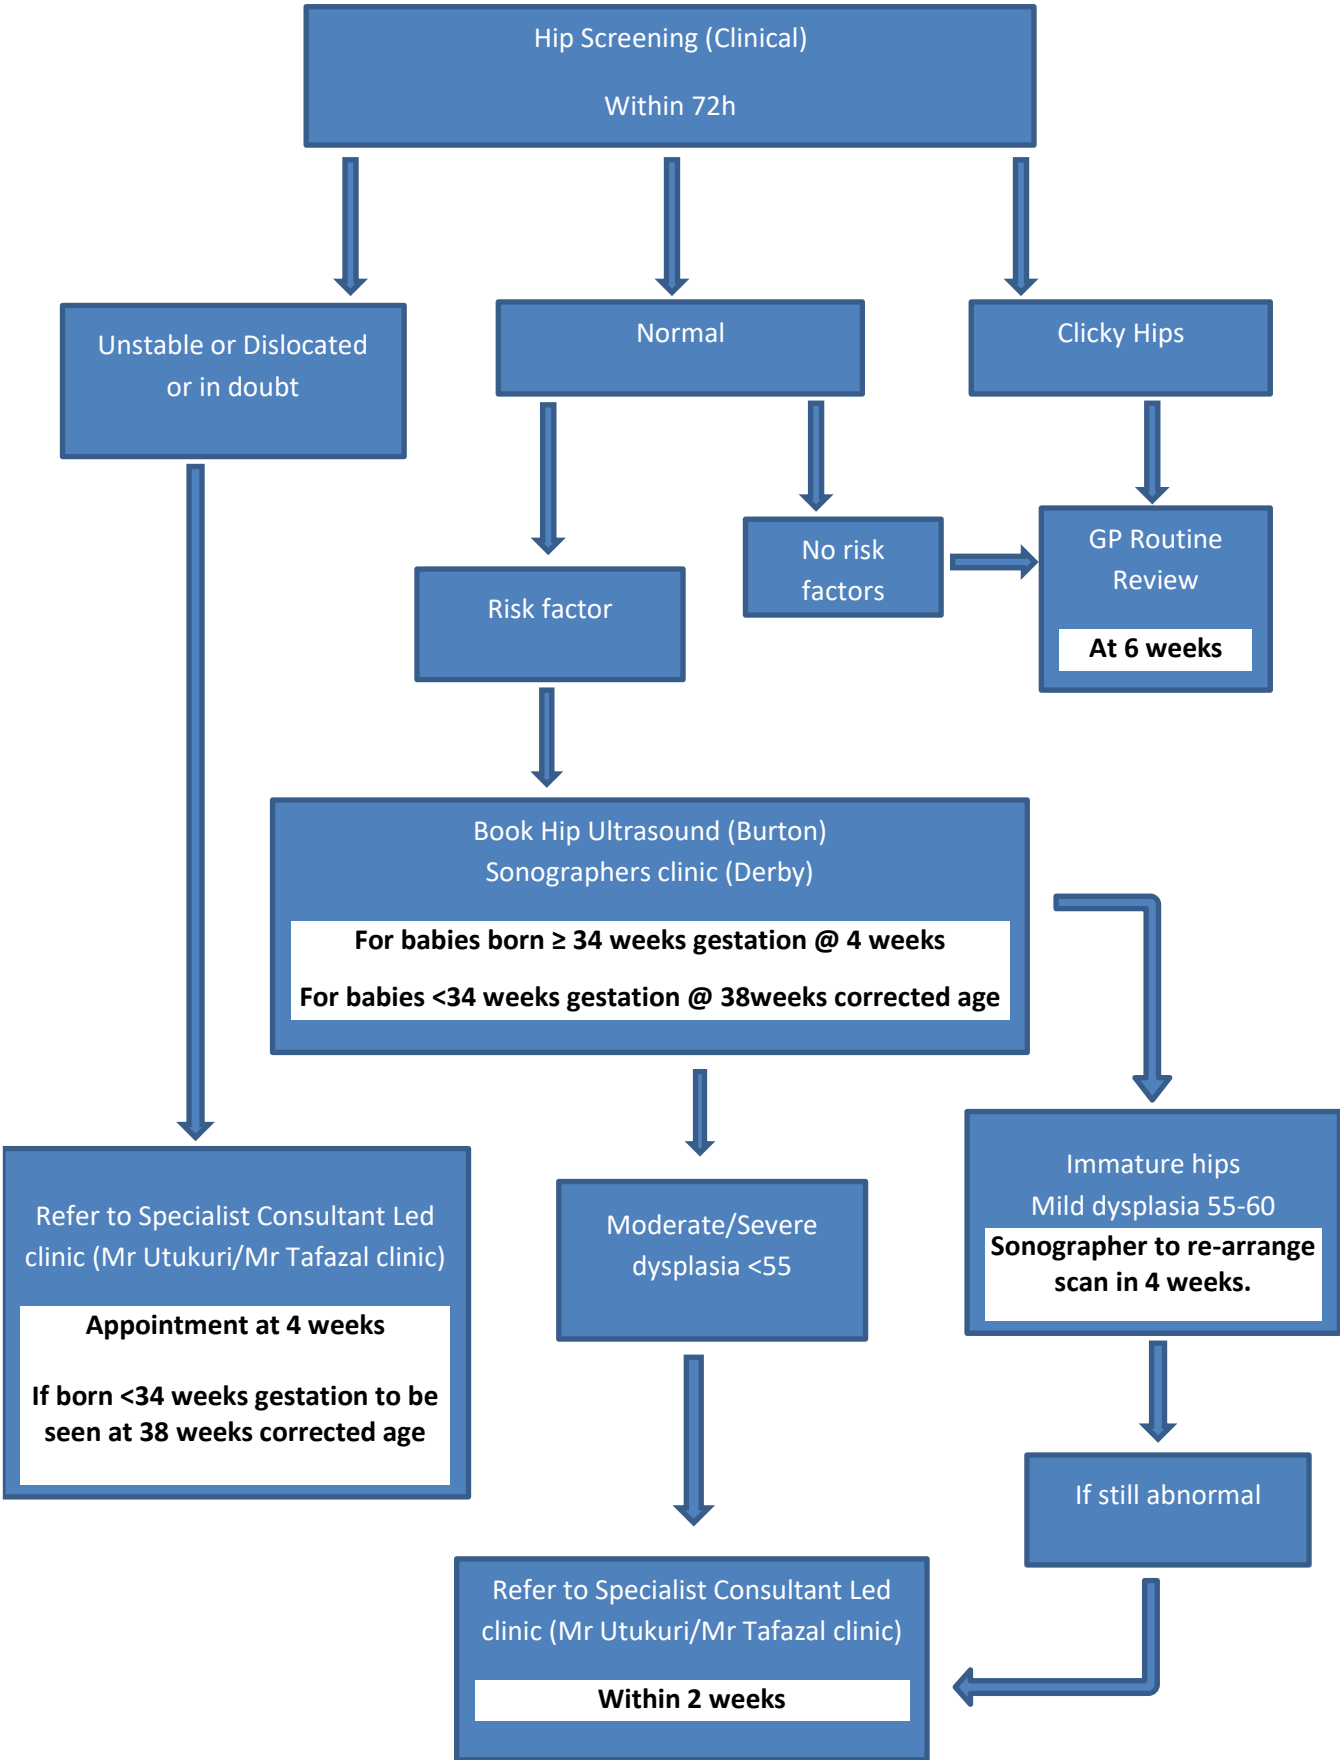 Hip Screening (Clinical)
Within 72h
Unstable or Dislocated
or in doubt
Normal
Clicky Hips
No risk
factors
GP Routine
Review
At 6 weeks
Risk factor
Book Hip Ultrasound (Burton)
Sonographers clinic (Derby)
For babies born ≥ 34 weeks gestation @ 4 weeks
For babies <34 weeks gestation @ 38weeks corrected age
Refer to Specialist Consultant Led
clinic (Mr Utukuri/Mr Tafazal clinic)
Appointment at 4 weeks
If born <34 weeks gestation to be
seen at 38 weeks corrected age
Moderate/Severe
dysplasia <55
Immature hips
Mild dysplasia 55-60
Sonographer to re-arrange
scan in 4 weeks.
If still abnormal
Refer to Specialist Consultant Led
clinic (Mr Utukuri/Mr Tafazal clinic)
Within 2 weeks